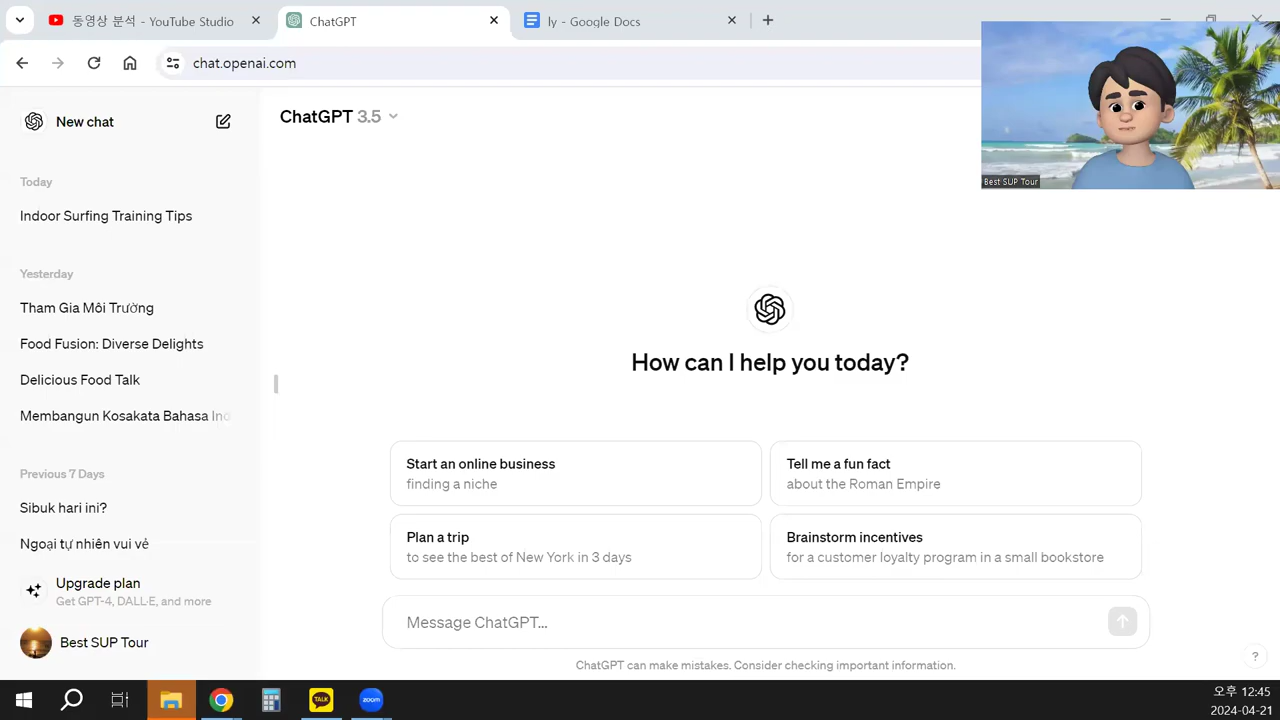 동영상 분석 - YouTube Studio
ChatGPT
ly - Google Docs
chat.openai.com
Best SUP Tour
New chat
ChatGPT 3.5
Today
Indoor Surfing Training Tips
Yesterday
Tham Gia Môi Trường
Food Fusion: Diverse Delights
Delicious Food Talk
Membangun Kosakata Bahasa Ind
Previous 7 Days
Sibuk hari ini?
Ngoại tự nhiên vui vẻ
Upgrade plan
Get GPT-4, DALL·E, and more
Best SUP Tour
How can I help you today?
Start an online business
finding a niche
Tell me a fun fact
about the Roman Empire
Plan a trip
to see the best of New York in 3 days
Brainstorm incentives
for a customer loyalty program in a small bookstore
Message ChatGPT...
ChatGPT can make mistakes. Consider checking important information.
?
TALK
zoom
오후 12:45
2024-04-21